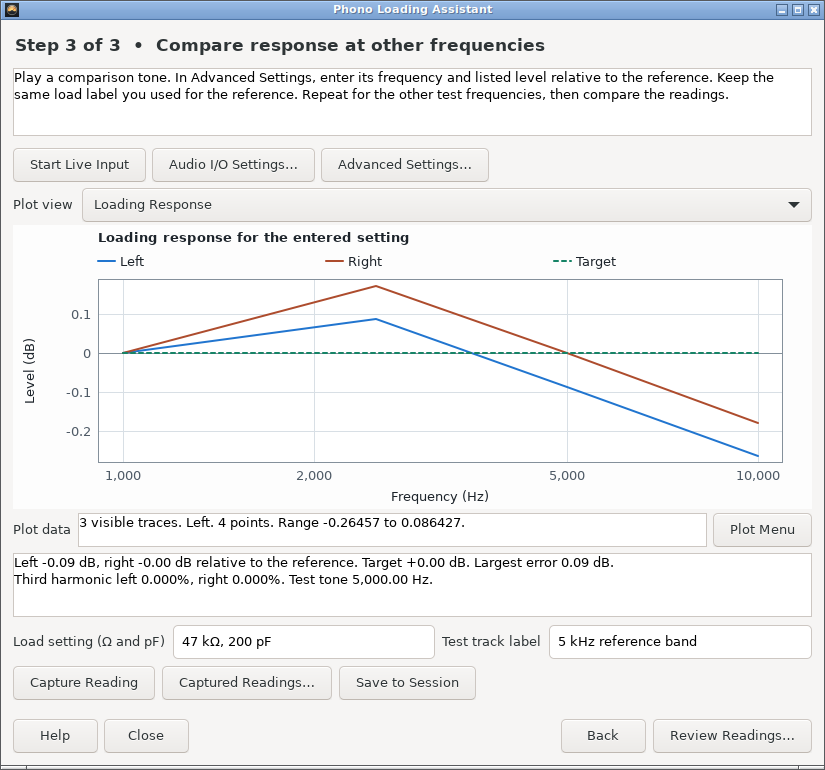 Phono Loading Assistant
Step 3 of 3 • Compare response at other frequencies
Play a comparison tone. In Advanced Settings, enter its frequency and listed level relative to the reference. Keep the
same load label you used for the reference. Repeat for the other test frequencies, then compare the readings.
Start Live Input
Audio I/O Settings...
Advanced Settings...
Plot view
Loading Response
Loading response for the entered setting
Left
Right
Target
Level (dB)
0.1
0
-0.1
-0.2
1,000
2,000
5,000
10,000
Frequency (Hz)
Plot data
3 visible traces. Left. 4 points. Range -0.26457 to 0.086427.
Plot Menu
Left -0.09 dB, right -0.00 dB relative to the reference. Target +0.00 dB. Largest error 0.09 dB.
Third harmonic left 0.000%, right 0.000%. Test tone 5,000.00 Hz.
Load setting (Ω and pF)
47 kΩ, 200 pF
Test track label
5 kHz reference band
Capture Reading
Captured Readings...
Save to Session
Help
Close
Back
Review Readings...